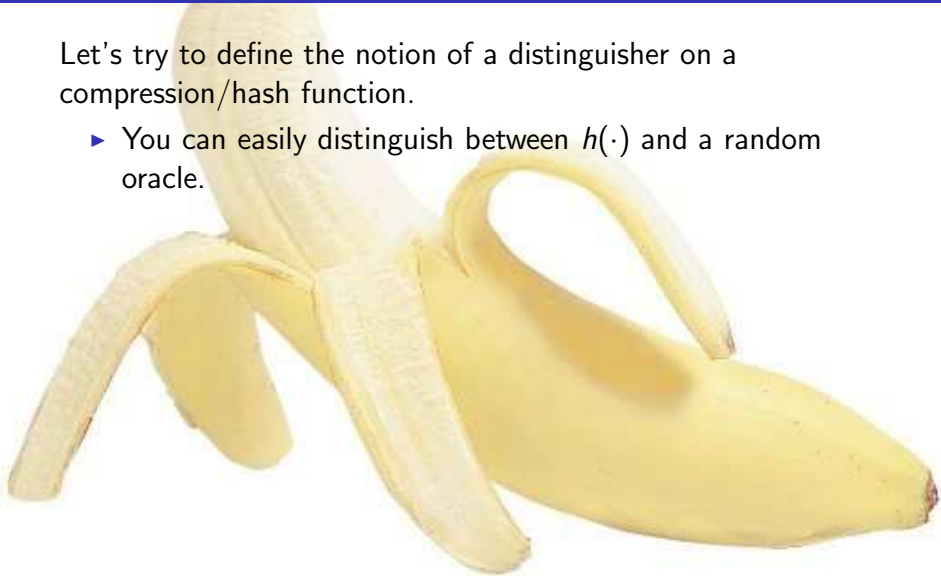 Let's try to define the notion of a distinguisher on a
compression/hash function.
▶ You can easily distinguish between h(·) and a random
oracle.